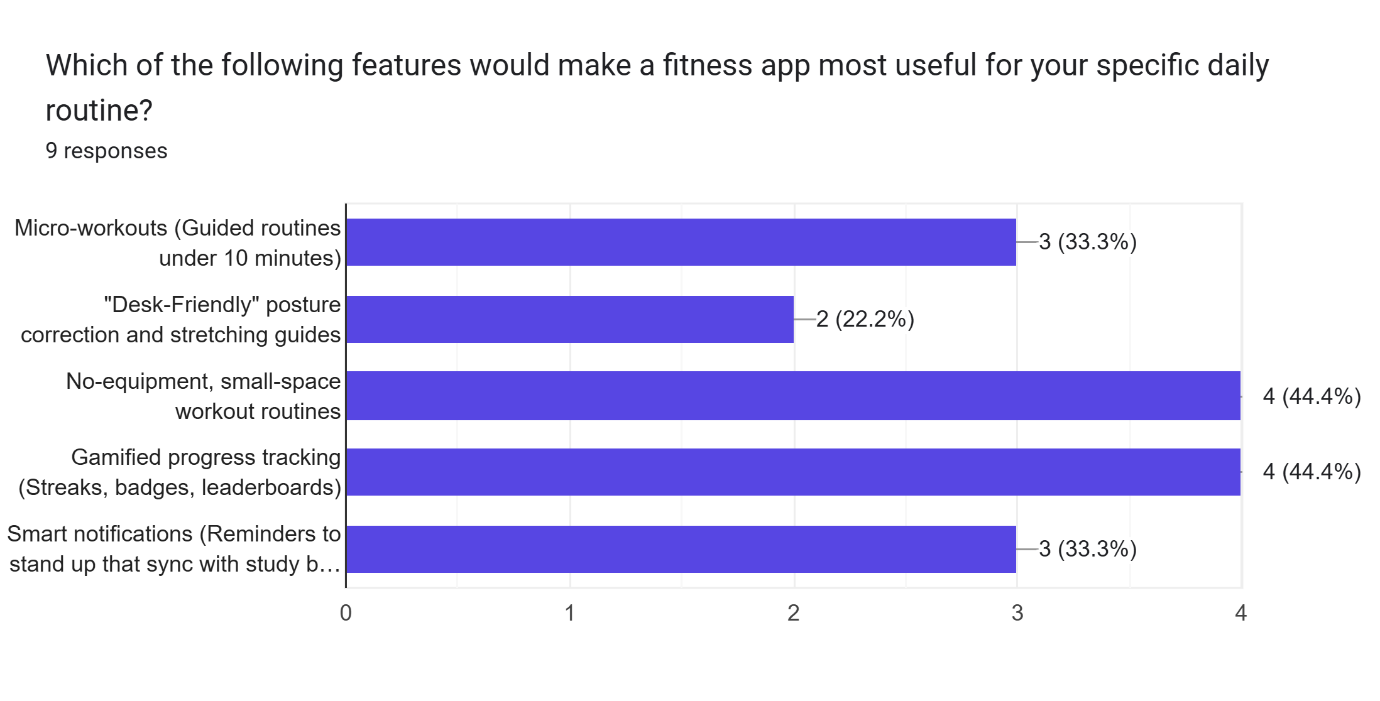 Which of the following features would make a fitness app most useful for your specific daily
routine?
9 responses
Micro-workouts (Guided routines
under 10 minutes)
3 (33.3%)
"Desk-Friendly" posture
correction and stretching guides
2 (22.2%)
No-equipment, small-space
workout routines
4 (44.4%)
Gamified progress tracking
(Streaks, badges, leaderboards)
4 (44.4%)
Smart notifications (Reminders to
stand up that sync with study b…
3 (33.3%)
0 1 2 3 4